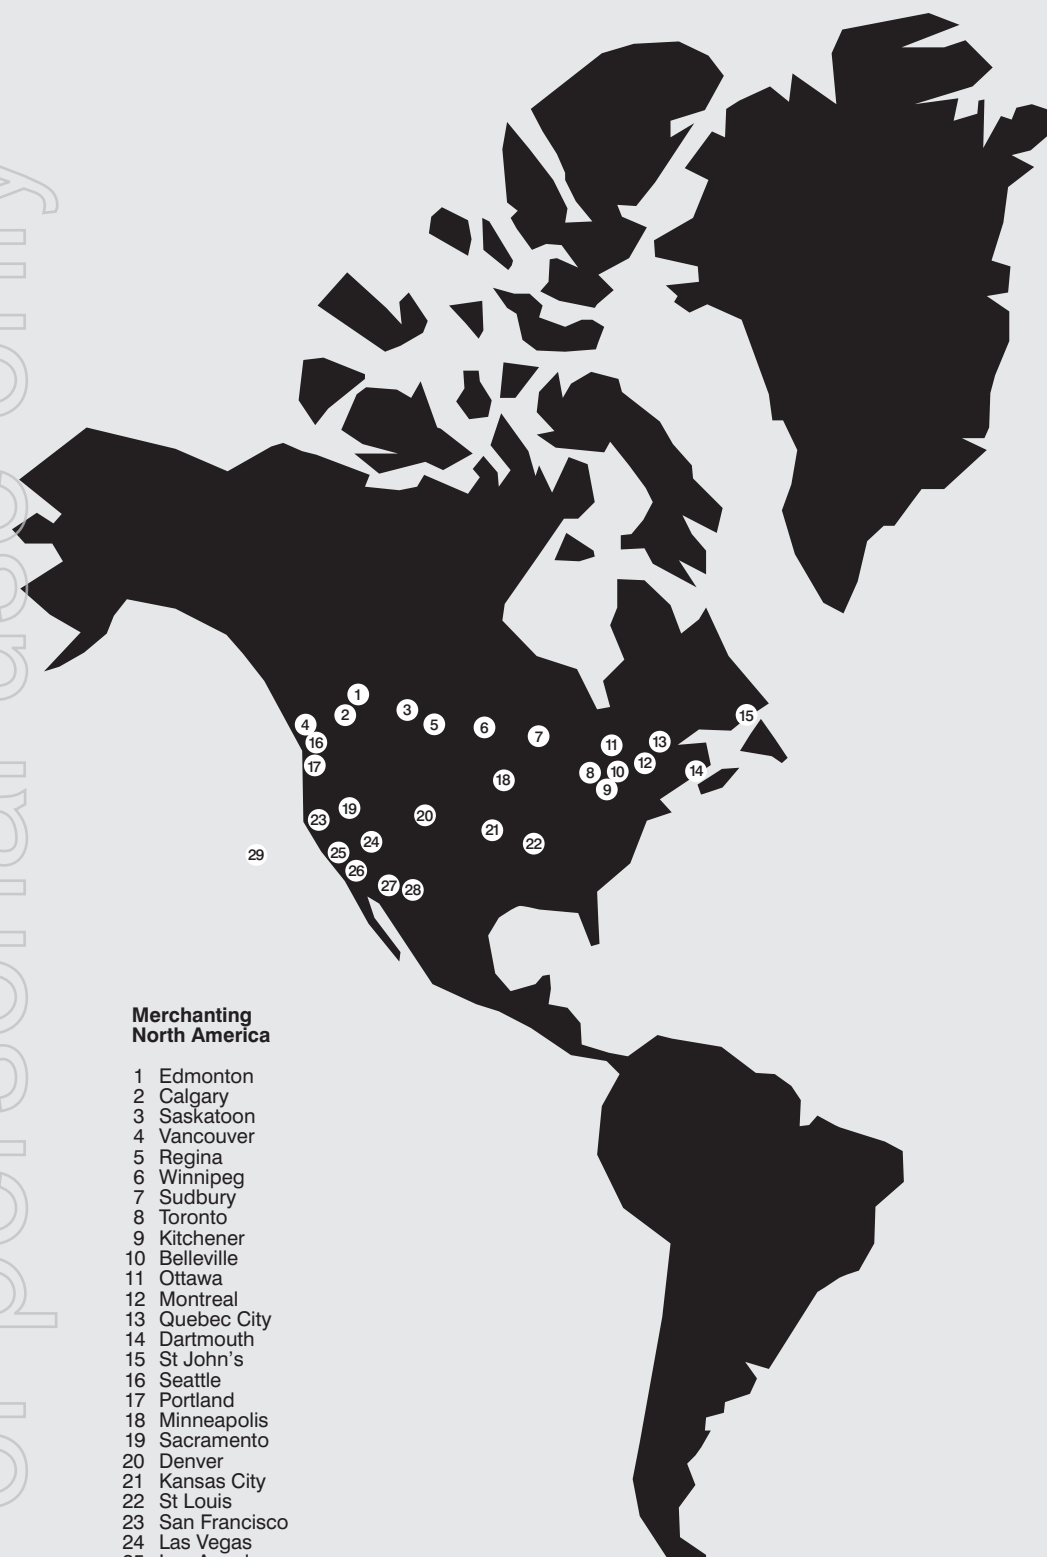 or personal use only
1
2
3
4
5
6
7
15
16
11
13
17
12
14
8
10
18
9
19
20
23
21
24
22
25
29
26
27
28
Merchanting
North America
1 Edmonton
2 Calgary
3 Saskatoon
4 Vancouver
5 Regina
6 Winnipeg
7 Sudbury
8 Toronto
9 Kitchener
10 Belleville
11 Ottawa
12 Montreal
13 Quebec City
14 Dartmouth
15 St John's
16 Seattle
17 Portland
18 Minneapolis
19 Sacramento
20 Denver
21 Kansas City
22 St Louis
23 San Francisco
24 Las Vegas